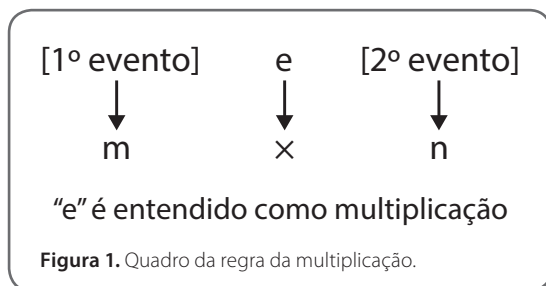 [1º evento] e [2º evento]
m × n
“e” é entendido como multiplicação
Figura 1. Quadro da regra da multiplicação.